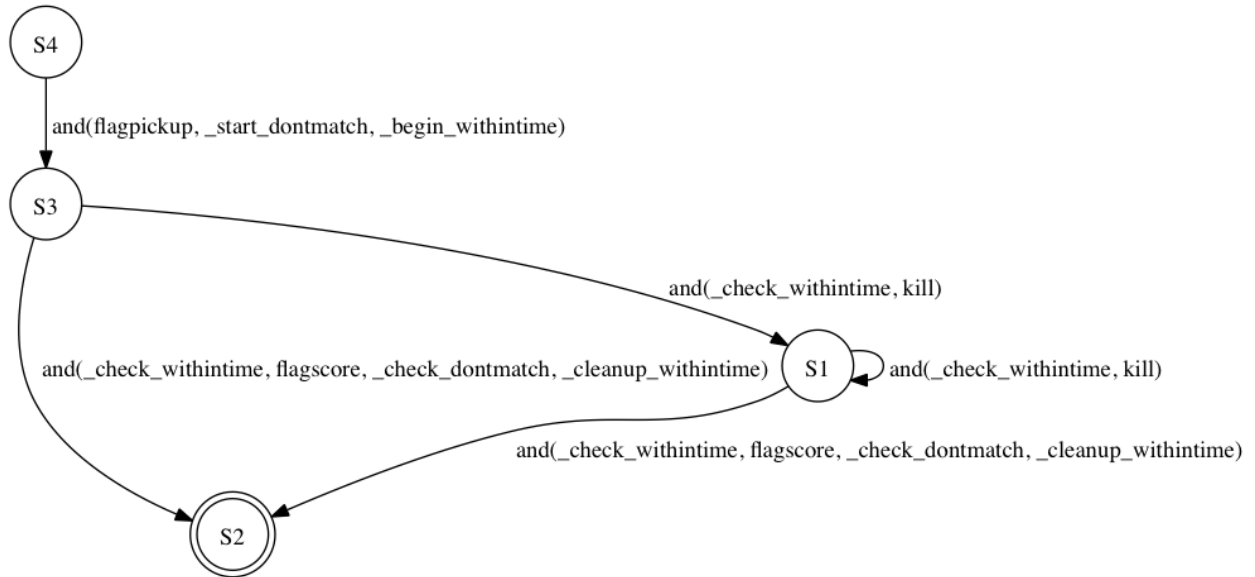 S4
and(flagpickup, _start_dontmatch, _begin_withintime)
S3
and(_check_withintime, kill)
and(_check_withintime, flagscore, _check_dontmatch, _cleanup_withintime)
S1
and(_check_withintime, kill)
and(_check_withintime, flagscore, _check_dontmatch, _cleanup_withintime)
S2